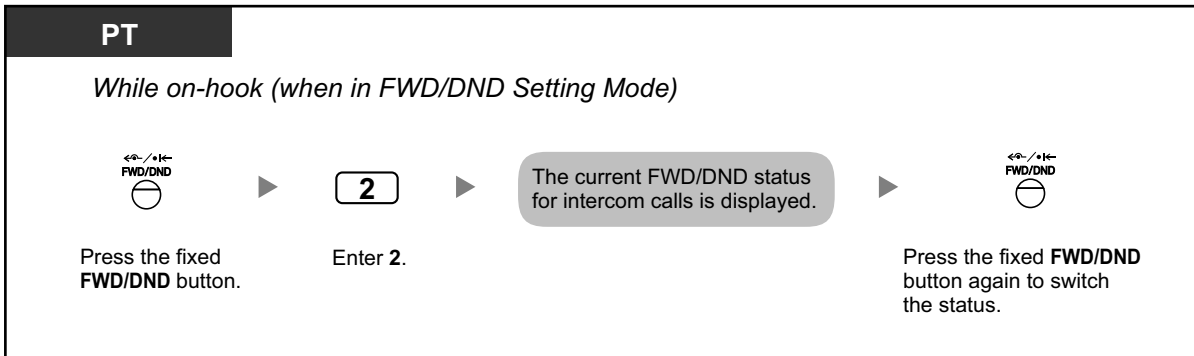 PT
While on-hook (when in FWD/DND Setting Mode)
FWD/DND
2
The current FWD/DND status
for intercom calls is displayed.
FWD/DND
Press the fixed
FWD/DND button.
Enter 2.
Press the fixed FWD/DND
button again to switch
the status.